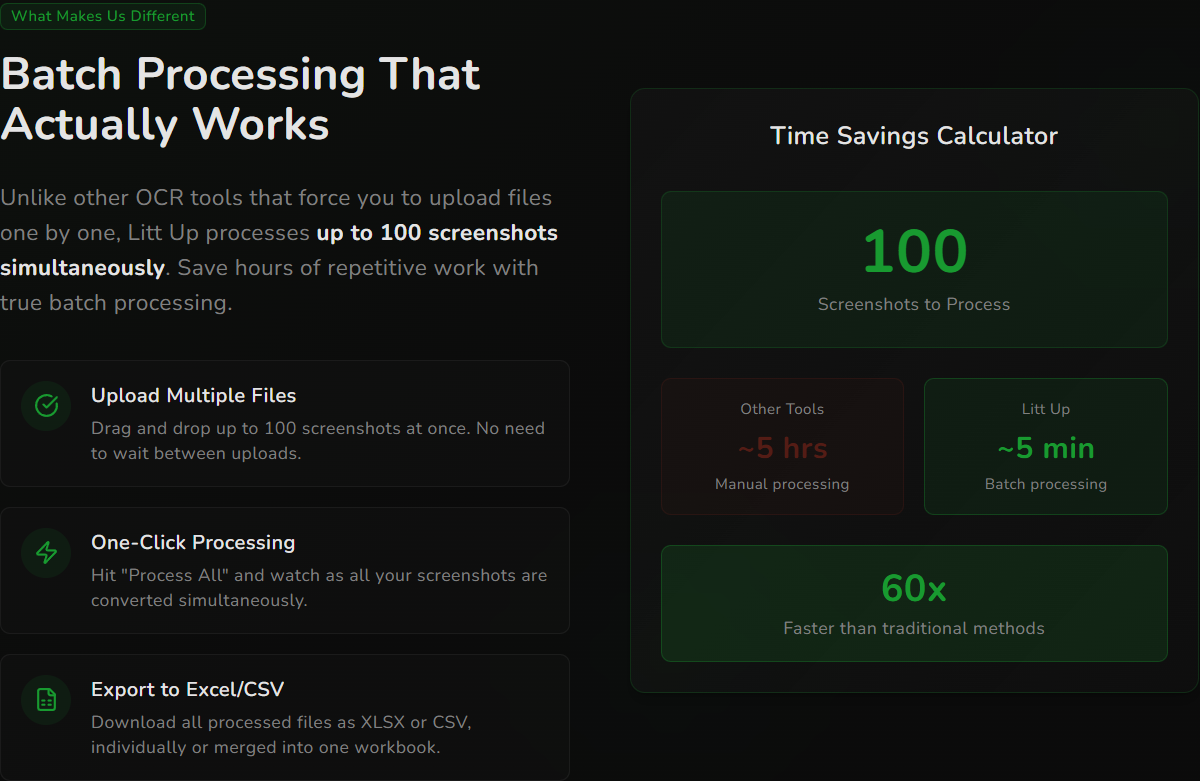 What Makes Us Different
Batch Processing That
Actually Works
Unlike other OCR tools that force you to upload files
one by one, Litt Up processes up to 100 screenshots
simultaneously. Save hours of repetitive work with
true batch processing.
Upload Multiple Files
Drag and drop up to 100 screenshots at once. No need
to wait between uploads.
One-Click Processing
Hit "Process All" and watch as all your screenshots are
converted simultaneously.
Export to Excel/CSV
Download all processed files as XLSX or CSV,
individually or merged into one workbook.
Time Savings Calculator
100
Screenshots to Process
Other Tools
~5 hrs
Manual processing
Litt Up
~5 min
Batch processing
60x
Faster than traditional methods